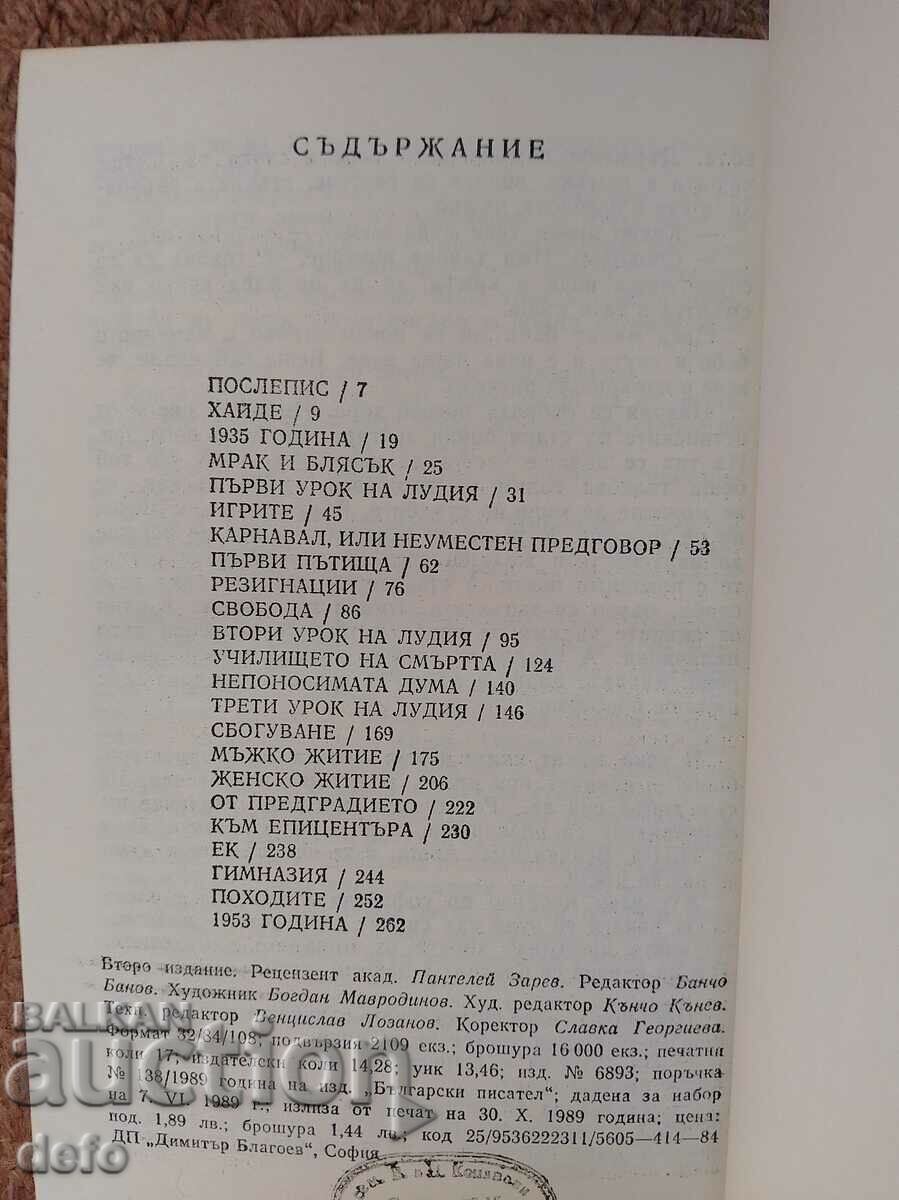 СЪДЪРЖАНИЕ
ПОСЛЕПИС / 7
ХАЙДЕ / 9
1935 ГОДИНА / 19
МРАК И БЛЯСЪК / 25
ПЪРВИ УРОК НА ЛУДИЯ / 31
ИГРИТЕ / 45
КАРНАВАЛ, ИЛИ НЕУМЕСТЕН ПРЕДГОВОР / 53
ПЪРВИ ПЪТИЩА / 62
РЕЗИГНАЦИИ / 76
СВОБОДА / 86
ВТОРИ УРОК НА ЛУДИЯ / 95
УЧИЛИЩЕТО НА СМЪРТТА / 124
НЕПОНОСИМАТА ДУМА / 140
ТРЕТИ УРОК НА ЛУДИЯ / 146
СБОГУВАНЕ / 169
МЪЖКО ЖИТИЕ / 175
ЖЕНСКО ЖИТИЕ / 206
ОТ ПРЕДГРАДИЕТО / 222
КЪМ ЕПИЦЕНТЪРА / 230
ЕК / 238
ГИМНАЗИЯ / 244
ПОХОДИТЕ / 252
1953 ГОДИНА / 262
Второ издание. Рецензент акад. Пантелей Зарев. Редактор Банчо
Банов. Художник Богдан Мавродинов. Худ. редактор Кънчо Кънев.
Техн. редактор Венцислав Лозанов. Коректор Славка Георгиева.
Формат 32/84/108; подвързия 2109 екз.; брошура 16 000 екз.; печатни
коли 17; издателски коли 14,28; уик 13,46; изд. № 6893; поръчка
№ 138/1989 година на изд. „Български писател“; дадена за набор
на 7. VI. 1989 г.; излиза от печат на 30. X. 1989 година; цена:
под. 1,89 лв.; брошура 1,44 лв.; код 25/9536222311/5605—414—84
ДП „Димитър Благоев“, София
BALKAN
auction
defo